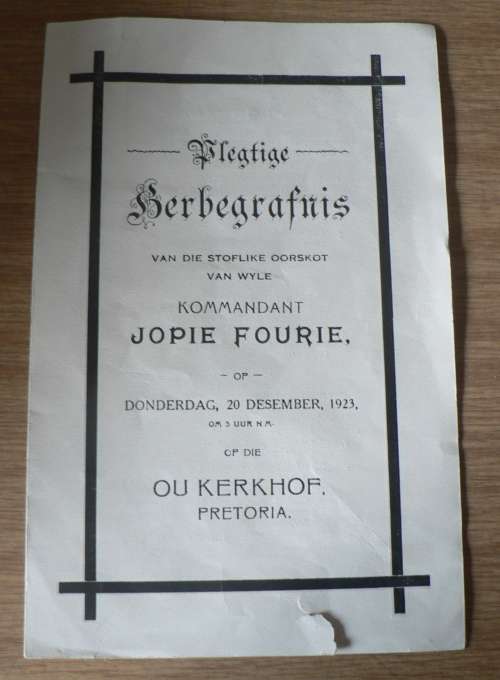 Plegtige
Herbegrafnis
VAN DIE STOFLIKE OORSKOT
VAN WYLE
KOMMANDANT
JOPIE FOURIE,
– OP –
DONDERDAG, 20 DESEMBER, 1923,
OM 3 UUR N.M.
OP DIE
OU KERKHOF.
PRETORIA.